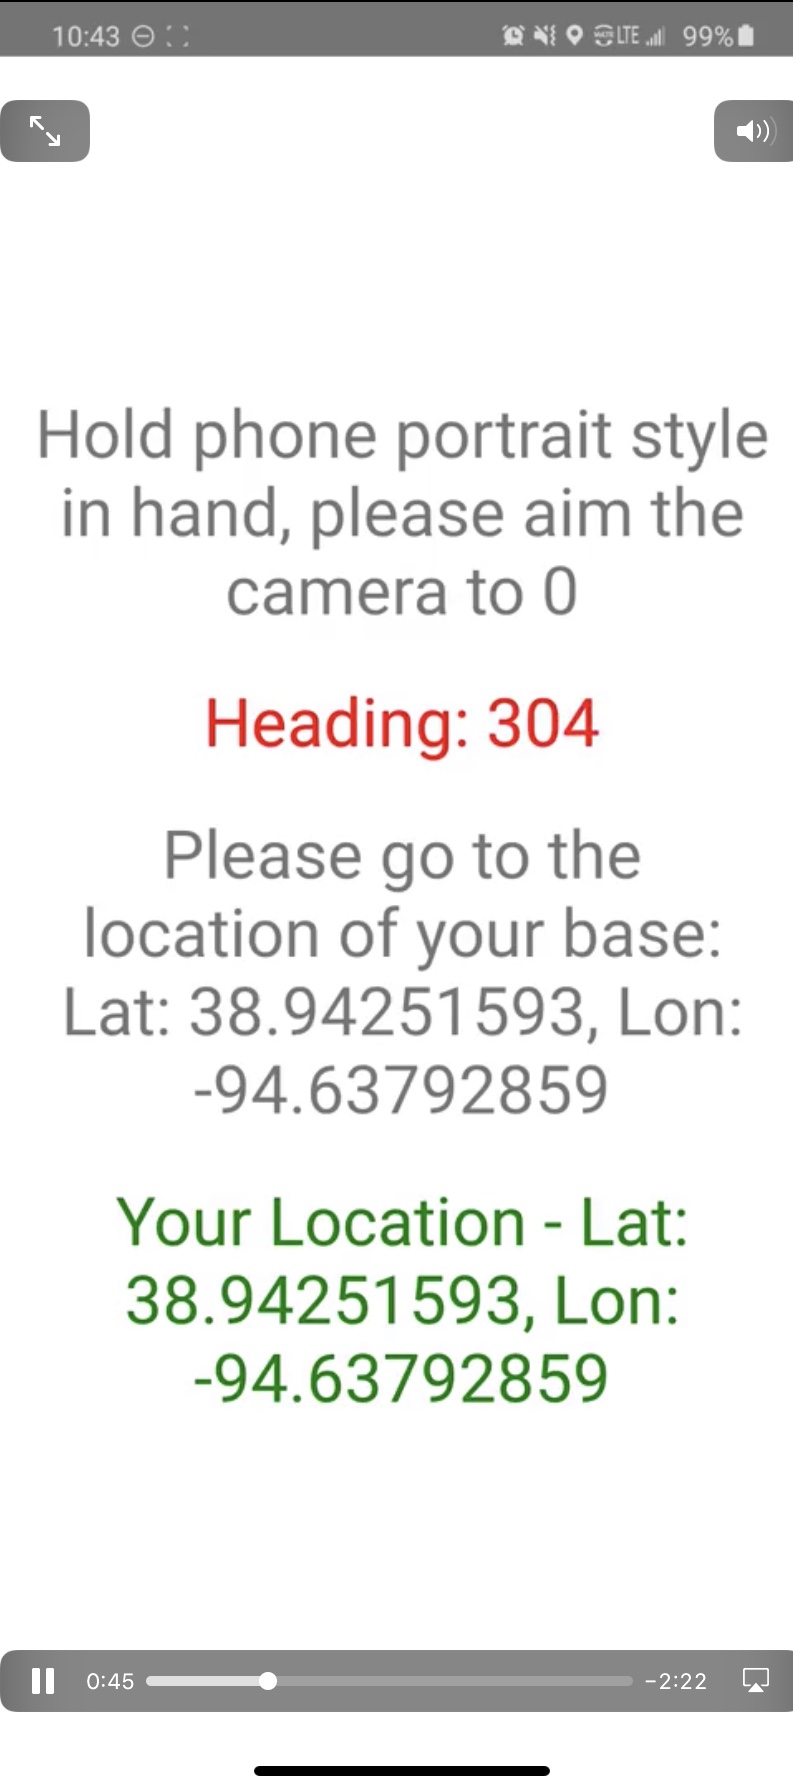 10:43 LTE 99%
Hold phone portrait style
in hand, please aim the
camera to 0
Heading: 304
Please go to the
location of your base:
Lat: 38.94251593, Lon:
-94.63792859
Your Location - Lat:
38.94251593, Lon:
-94.63792859
0:45 -2:22